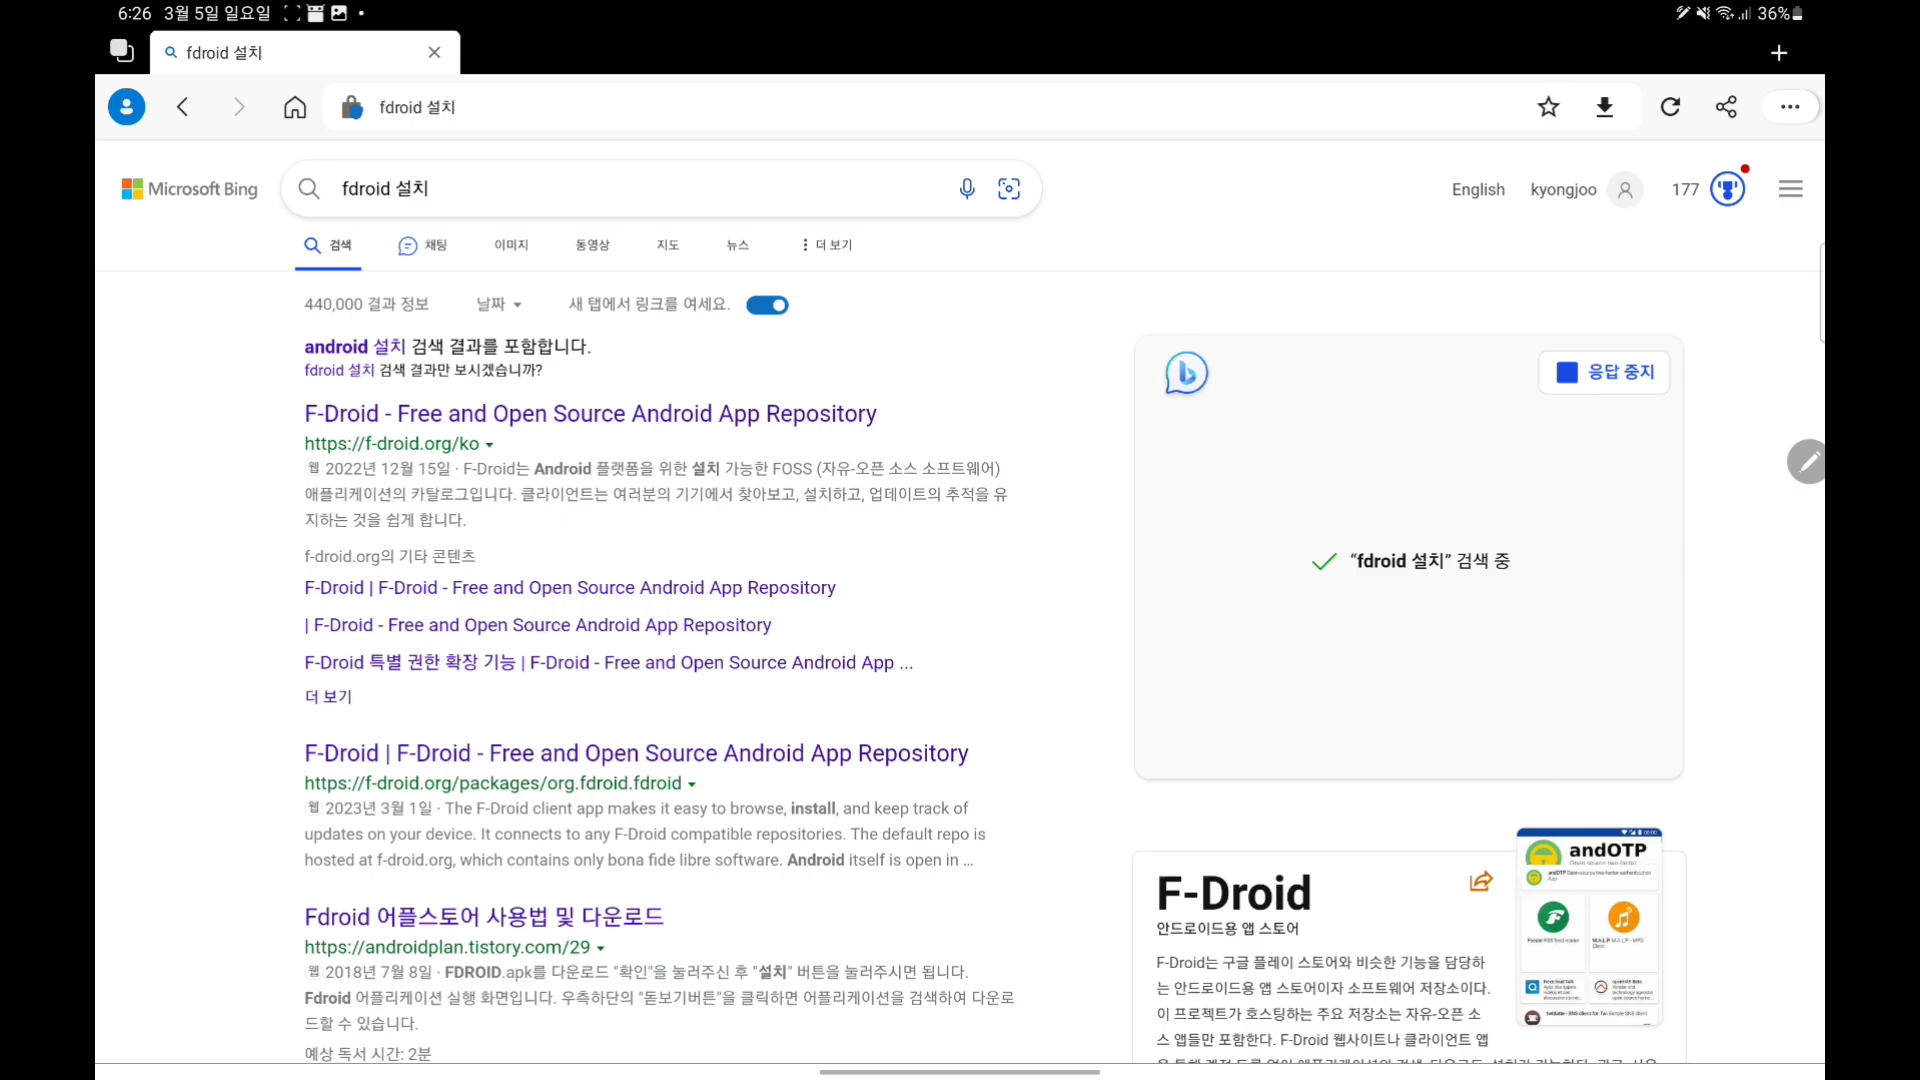 6:26 3월 5일 일요일
36%
fdroid 설치
fdroid 설치
Microsoft Bing
fdroid 설치
English
kyongjoo
177
검색
채팅
이미지
동영상
지도
뉴스
더 보기
440,000 결과 정보
날짜
새 탭에서 링크를 여세요.
android 설치 검색 결과를 포함합니다.
fdroid 설치 검색 결과만 보시겠습니까?
F-Droid - Free and Open Source Android App Repository
https://f-droid.org/ko
웹 2022년 12월 15일 · F-Droid는 Android 플랫폼을 위한 설치 가능한 FOSS (자유-오픈 소스 소프트웨어)
애플리케이션의 카탈로그입니다. 클라이언트는 여러분의 기기에서 찾아보고, 설치하고, 업데이트의 추적을 유
지하는 것을 쉽게 합니다.
f-droid.org의 기타 콘텐츠
F-Droid | F-Droid - Free and Open Source Android App Repository
| F-Droid - Free and Open Source Android App Repository
F-Droid 특별 권한 확장 기능 | F-Droid - Free and Open Source Android App ...
더 보기
F-Droid | F-Droid - Free and Open Source Android App Repository
https://f-droid.org/packages/org.fdroid.fdroid
웹 2023년 3월 1일 · The F-Droid client app makes it easy to browse, install, and keep track of
updates on your device. It connects to any F-Droid compatible repositories. The default repo is
hosted at f-droid.org, which contains only bona fide libre software. Android itself is open in ...
Fdroid 어플스토어 사용법 및 다운로드
https://androidplan.tistory.com/29
웹 2018년 7월 8일 · FDROID.apk를 다운로드 "확인"을 눌러주신 후 "설치" 버튼을 눌러주시면 됩니다.
Fdroid 어플리케이션 실행 화면입니다. 우측하단의 "돋보기버튼"을 클릭하면 어플리케이션을 검색하여 다운로
드할 수 있습니다.
예상 독서 시간: 2분
응답 중지
“fdroid 설치” 검색 중
F-Droid
안드로이드용 앱 스토어
F-Droid는 구글 플레이 스토어와 비슷한 기능을 담당하
는 안드로이드용 앱 스토어이자 소프트웨어 저장소이다.
이 프로젝트가 호스팅하는 주요 저장소는 자유-오픈 소
스 앱들만 포함한다. F-Droid 웹사이트나 클라이언트 앱
andOTP